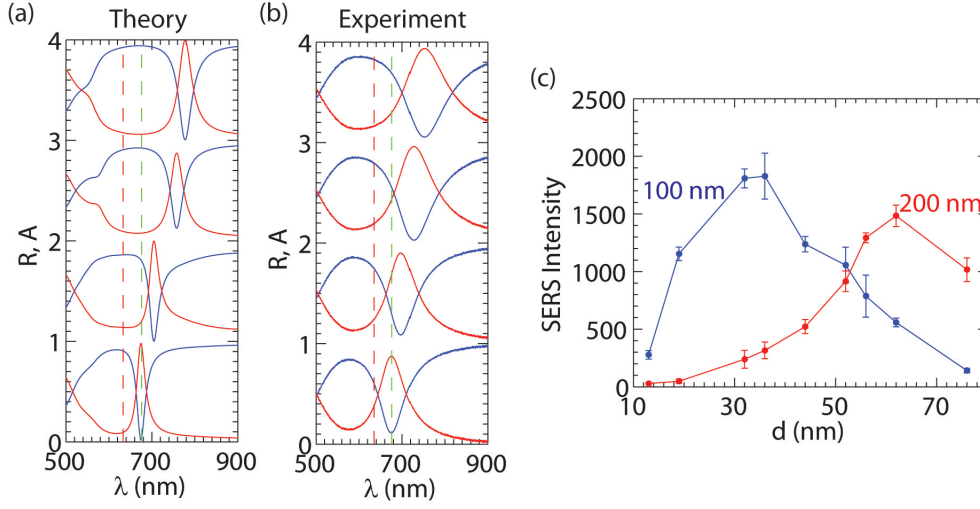 (a)
Theory
R, A
4
3
2
1
0
500
700
900
λ (nm)
(b)
Experiment
4
3
2
1
0
500
700
900
λ (nm)
(c)
SERS Intensity
2500
2000
1500
1000
500
0
100 nm
200 nm
10
30
50
70
d (nm)